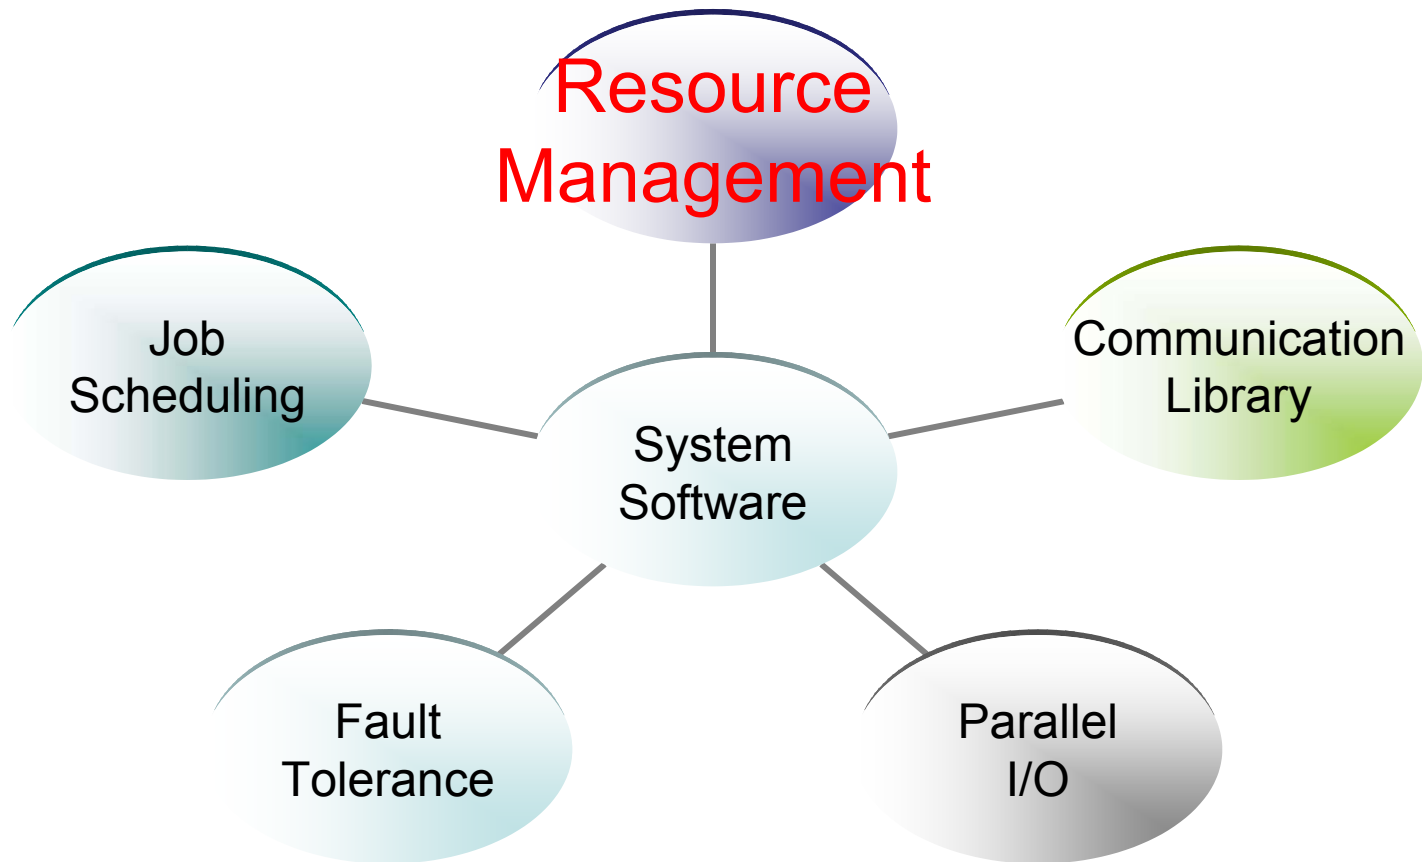 Resource
Management
Job
Scheduling
Communication
Library
System
Software
Fault
Tolerance
Parallel
I/O